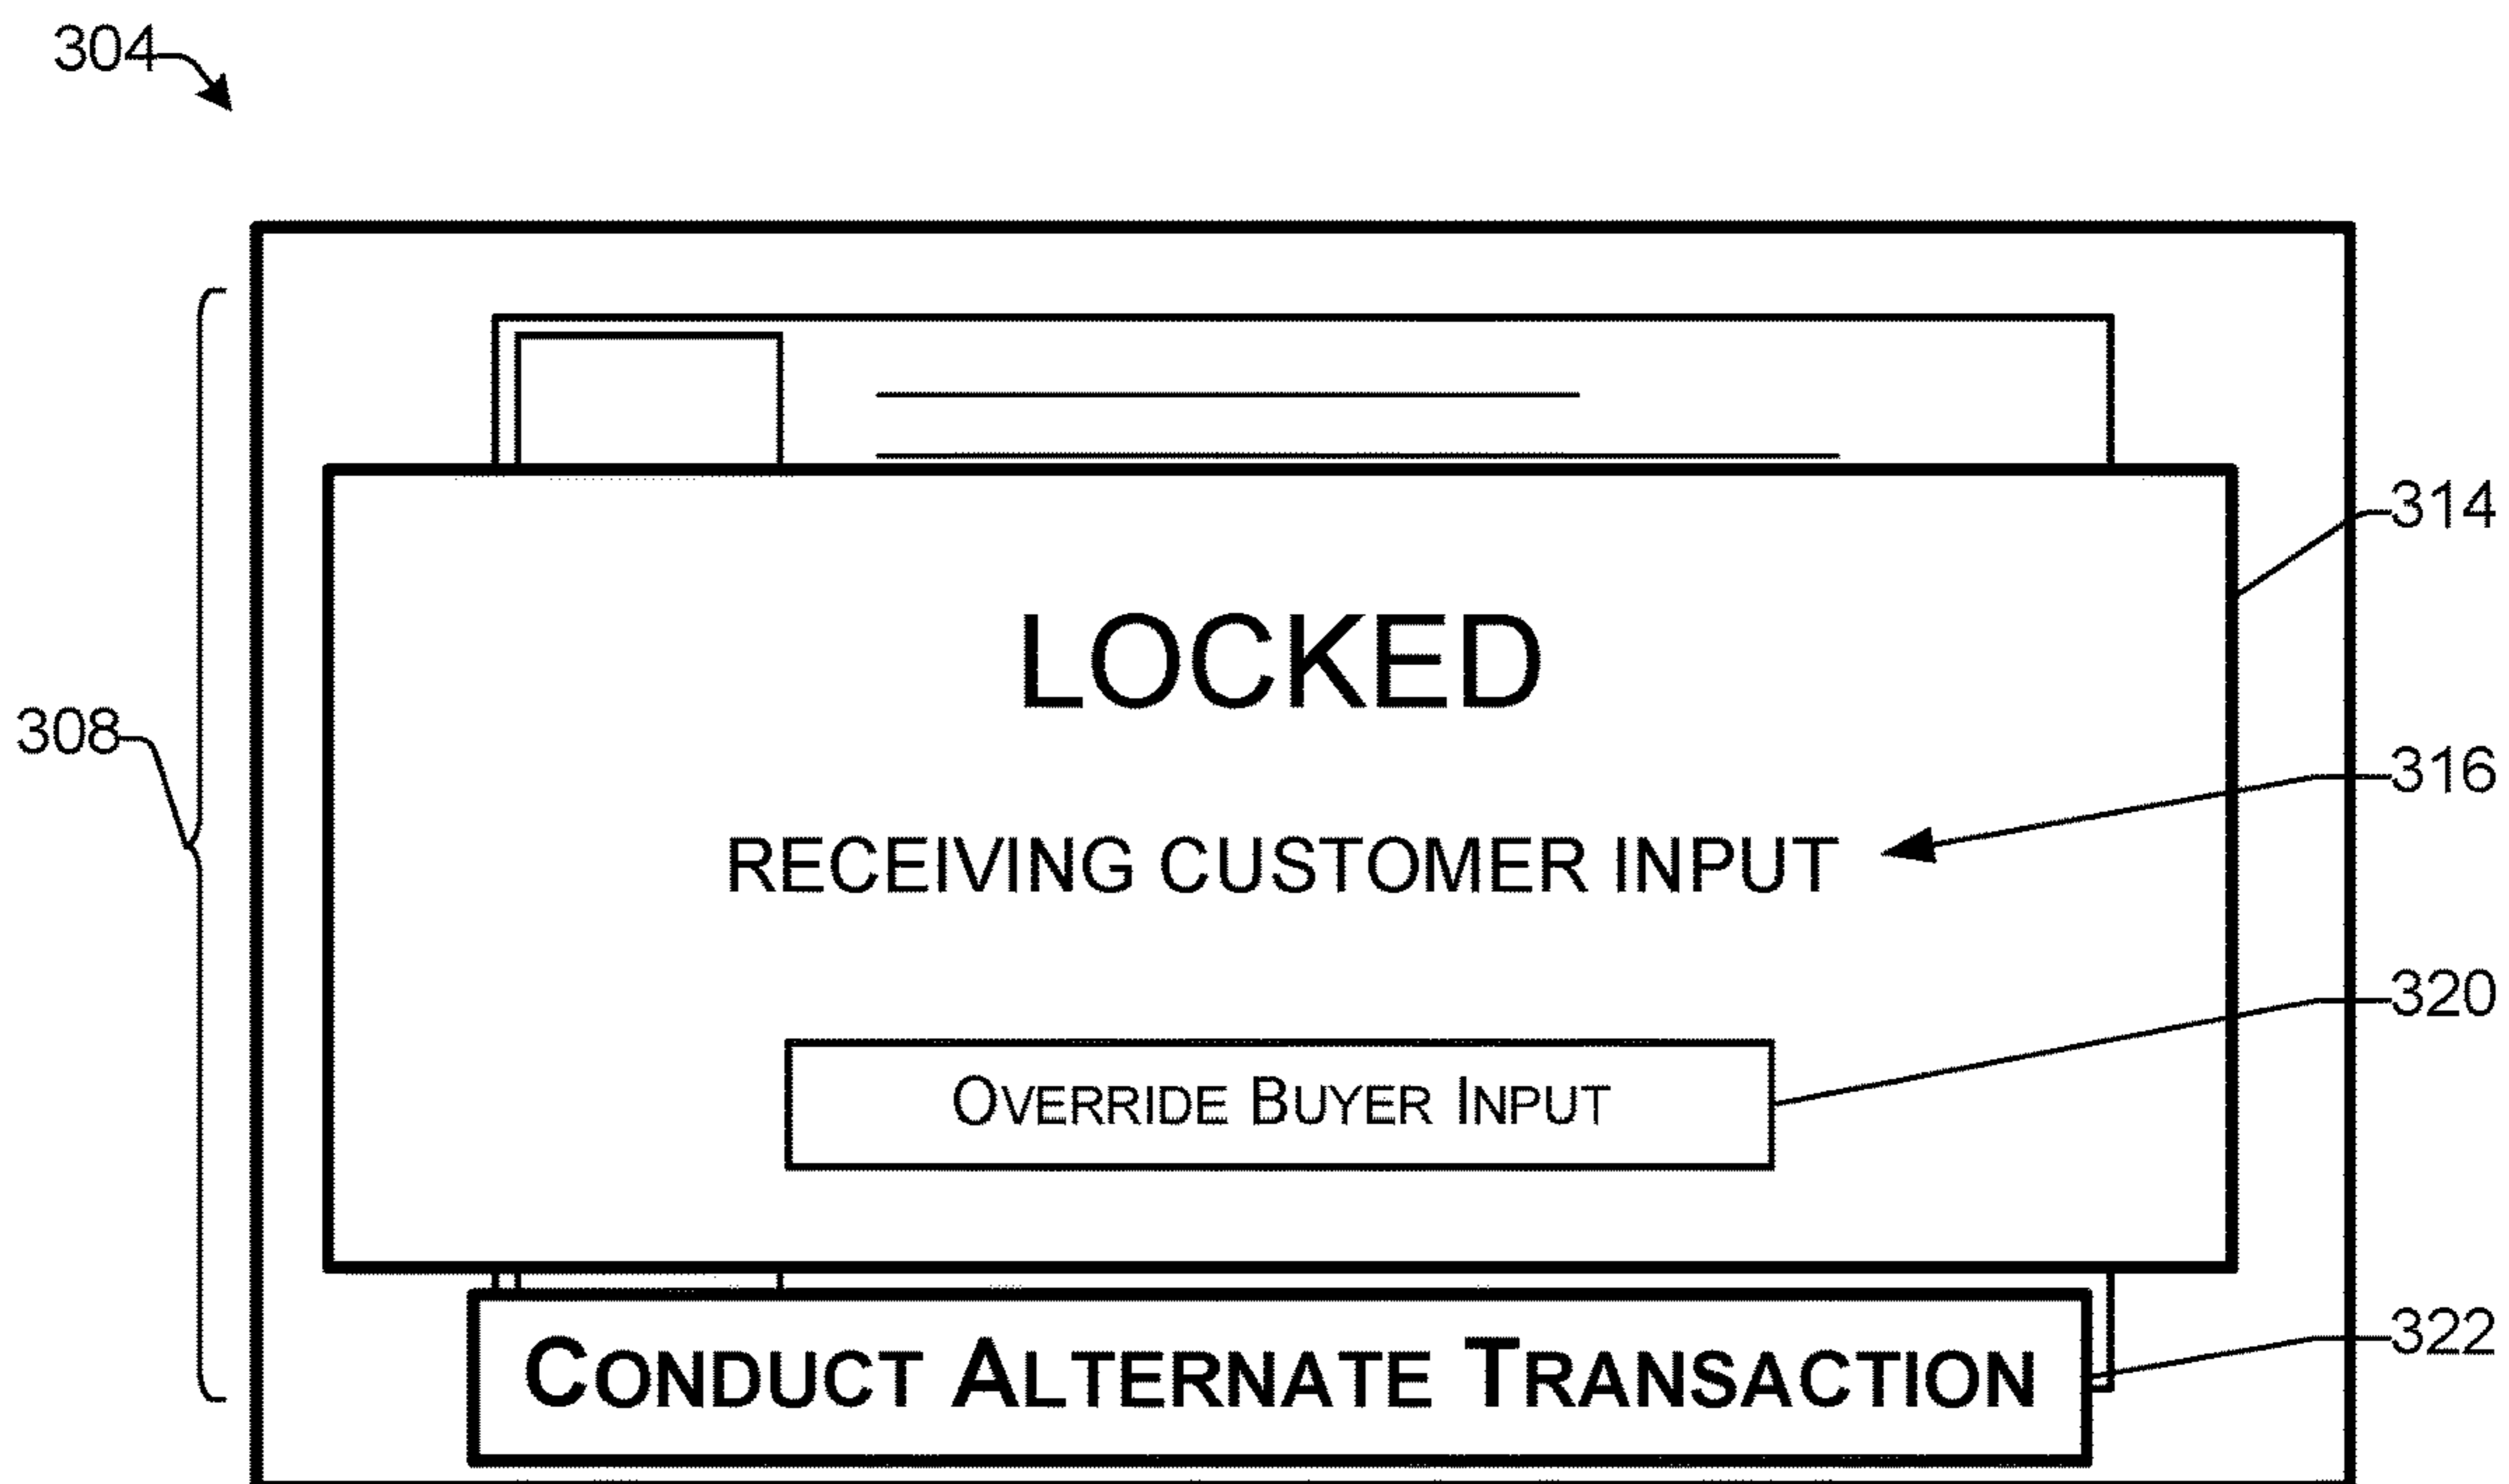 304
314
LOCKED
308
316
RECEIVING CUSTOMER INPUT
320
OVERRIDE BUYER INPUT
322
CONDUCT ALTERNATE TRANSACTION